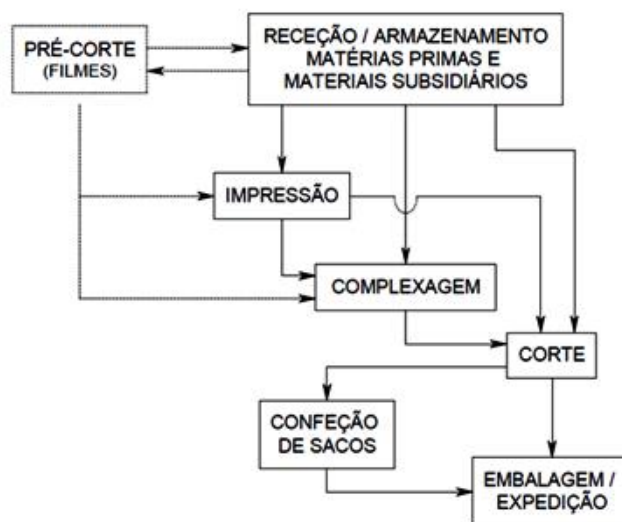 PRÉ-CORTE
(FILMES)
RECEÇÃO / ARMAZENAMENTO
MATÉRIAS PRIMAS E
MATERIAIS SUBSIDIÁRIOS
IMPRESSÃO
COMPLEXAGEM
CORTE
CONFEÇÃO
DE SACOS
EMBALAGEM /
EXPEDIÇÃO